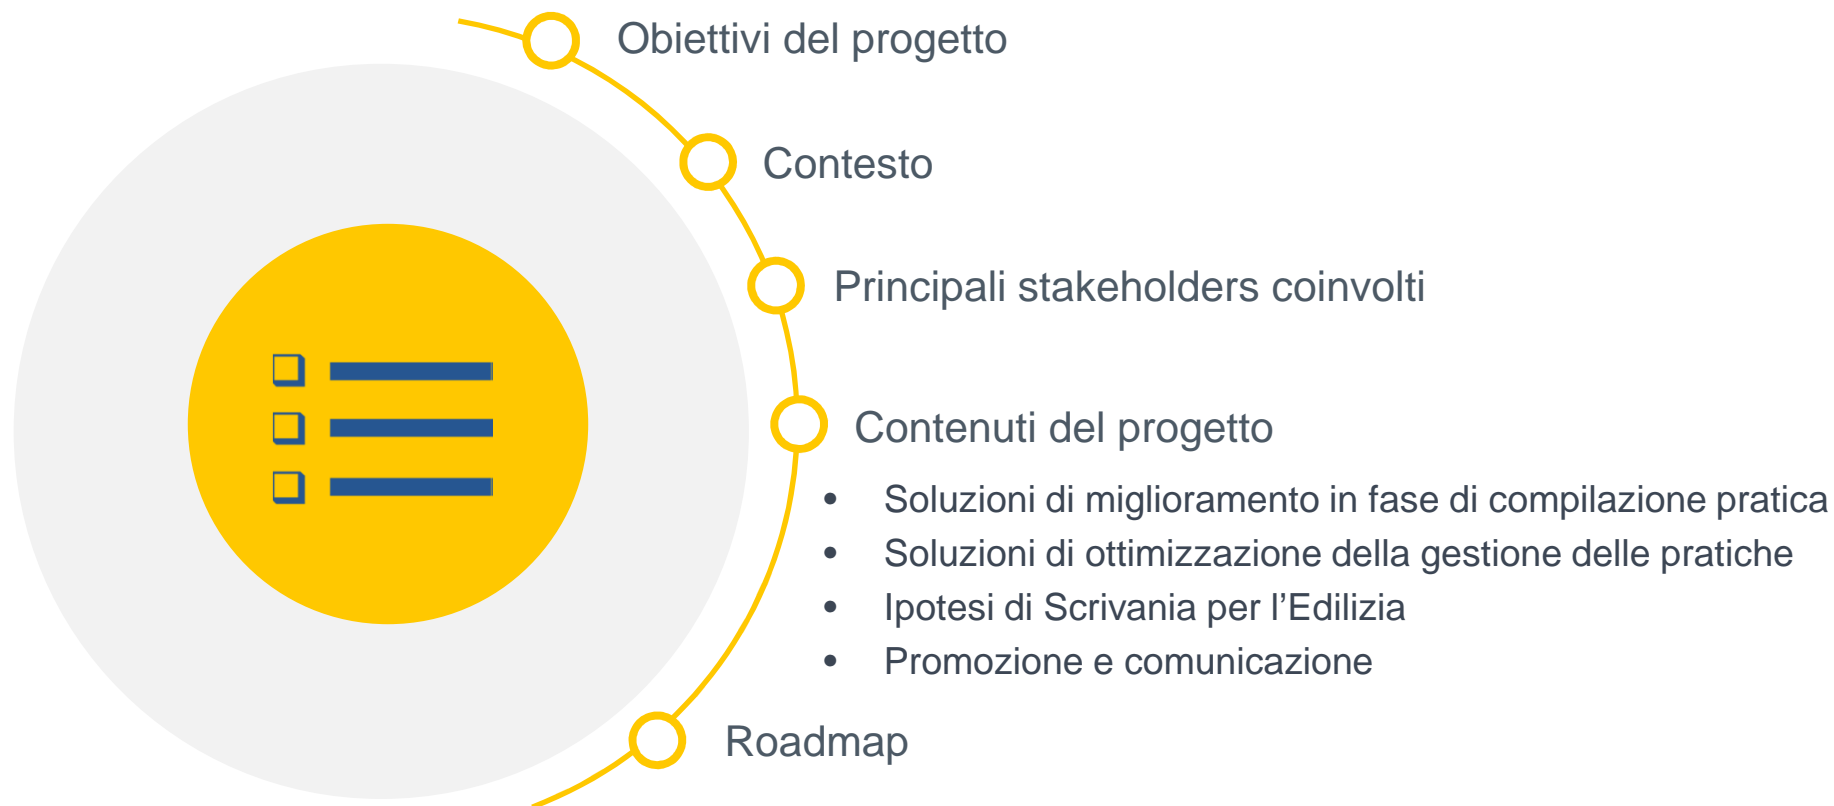 Obiettivi del progetto
Contesto
Principali stakeholders coinvolti
Contenuti del progetto
• Soluzioni di miglioramento in fase di compilazione pratica
• Soluzioni di ottimizzazione della gestione delle pratiche
• Ipotesi di Scrivania per l’Edilizia
• Promozione e comunicazione
Roadmap